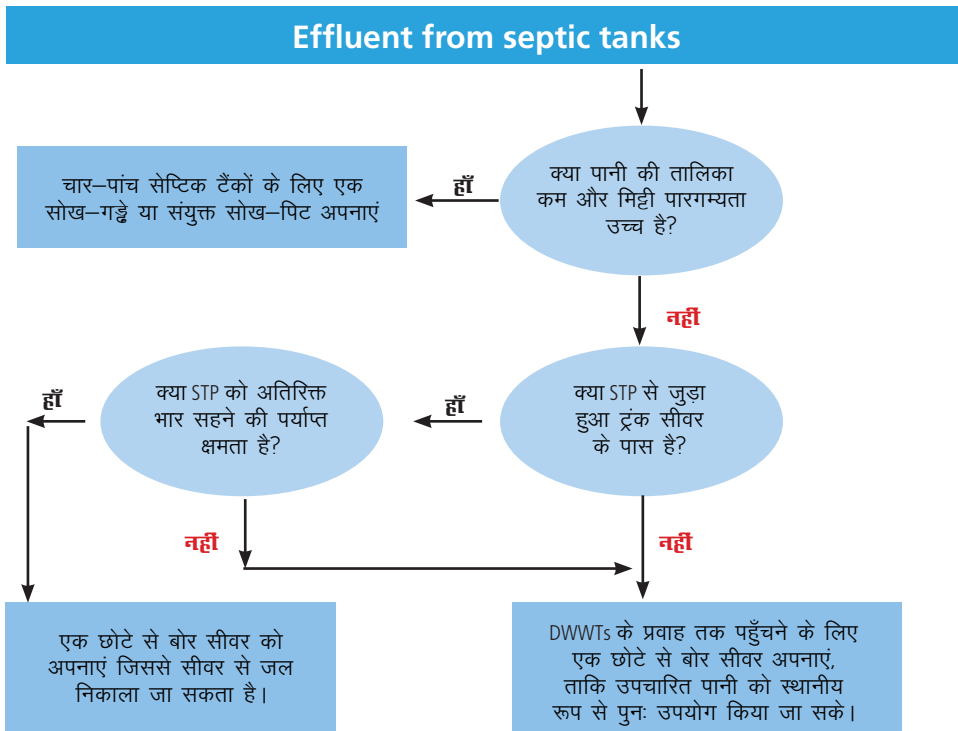 Effluent from septic tanks
क्या पानी की तालिका
कम और मिट्टी पारगम्यता
उच्च है?
हाँ
चार–पांच सेप्टिक टैंकों के लिए एक
सोख–गड्ढे या संयुक्त सोख–पिट अपनाएं
नहीं
क्या STP से जुड़ा
हुआ ट्रंक सीवर
के पास है?
हाँ
क्या STP को अतिरिक्त
भार सहने की पर्याप्त
क्षमता है?
हाँ
नहीं
नहीं
एक छोटे से बोर सीवर को
अपनाएं जिससे सीवर से जल
निकाला जा सकता है।
DWWTs के प्रवाह तक पहुँचने के लिए
एक छोटे से बोर सीवर अपनाएं,
ताकि उपचारित पानी को स्थानीय
रूप से पुनः उपयोग किया जा सके।